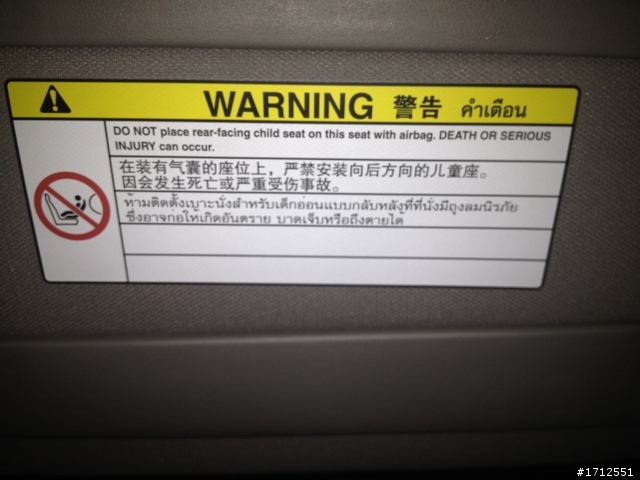 WARNING 警告 คำเตือน
DO NOT place rear-facing child seat on this seat with airbag. DEATH OR SERIOUS
INJURY can occur.
在装有气囊的座位上，严禁安装向后方向的儿童座。
因会发生死亡或严重受伤事故。
ห้ามติดตั้งเบาะนั่งสำหรับเด็กอ่อนแบบกลับหลังที่ที่นั่งมีถุงลมนิรภัย
ซึ่งอาจก่อให้เกิดอันตราย บาดเจ็บหรือถึงตายได้
#1712551